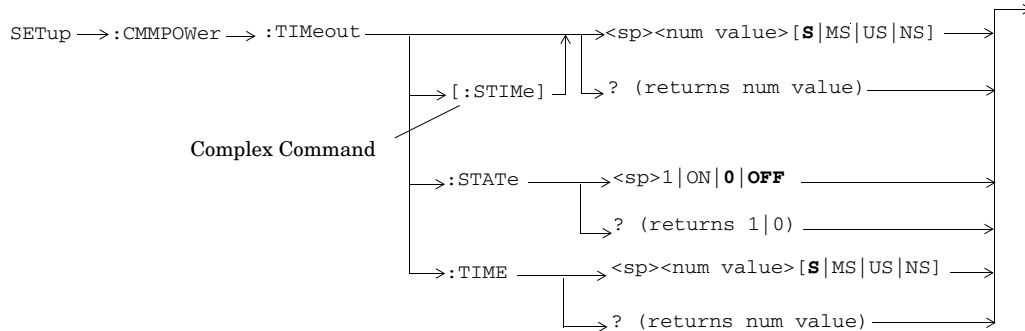 SETup :CMMPOWer :TIMeout <sp><num value>[S|MS|US|NS]
[:STIMe] ? (returns num value)
Complex Command
:STATe <sp>1|ON|0|OFF
? (returns 1|0)
:TIME <sp><num value>[S|MS|US|NS]
? (returns num value)